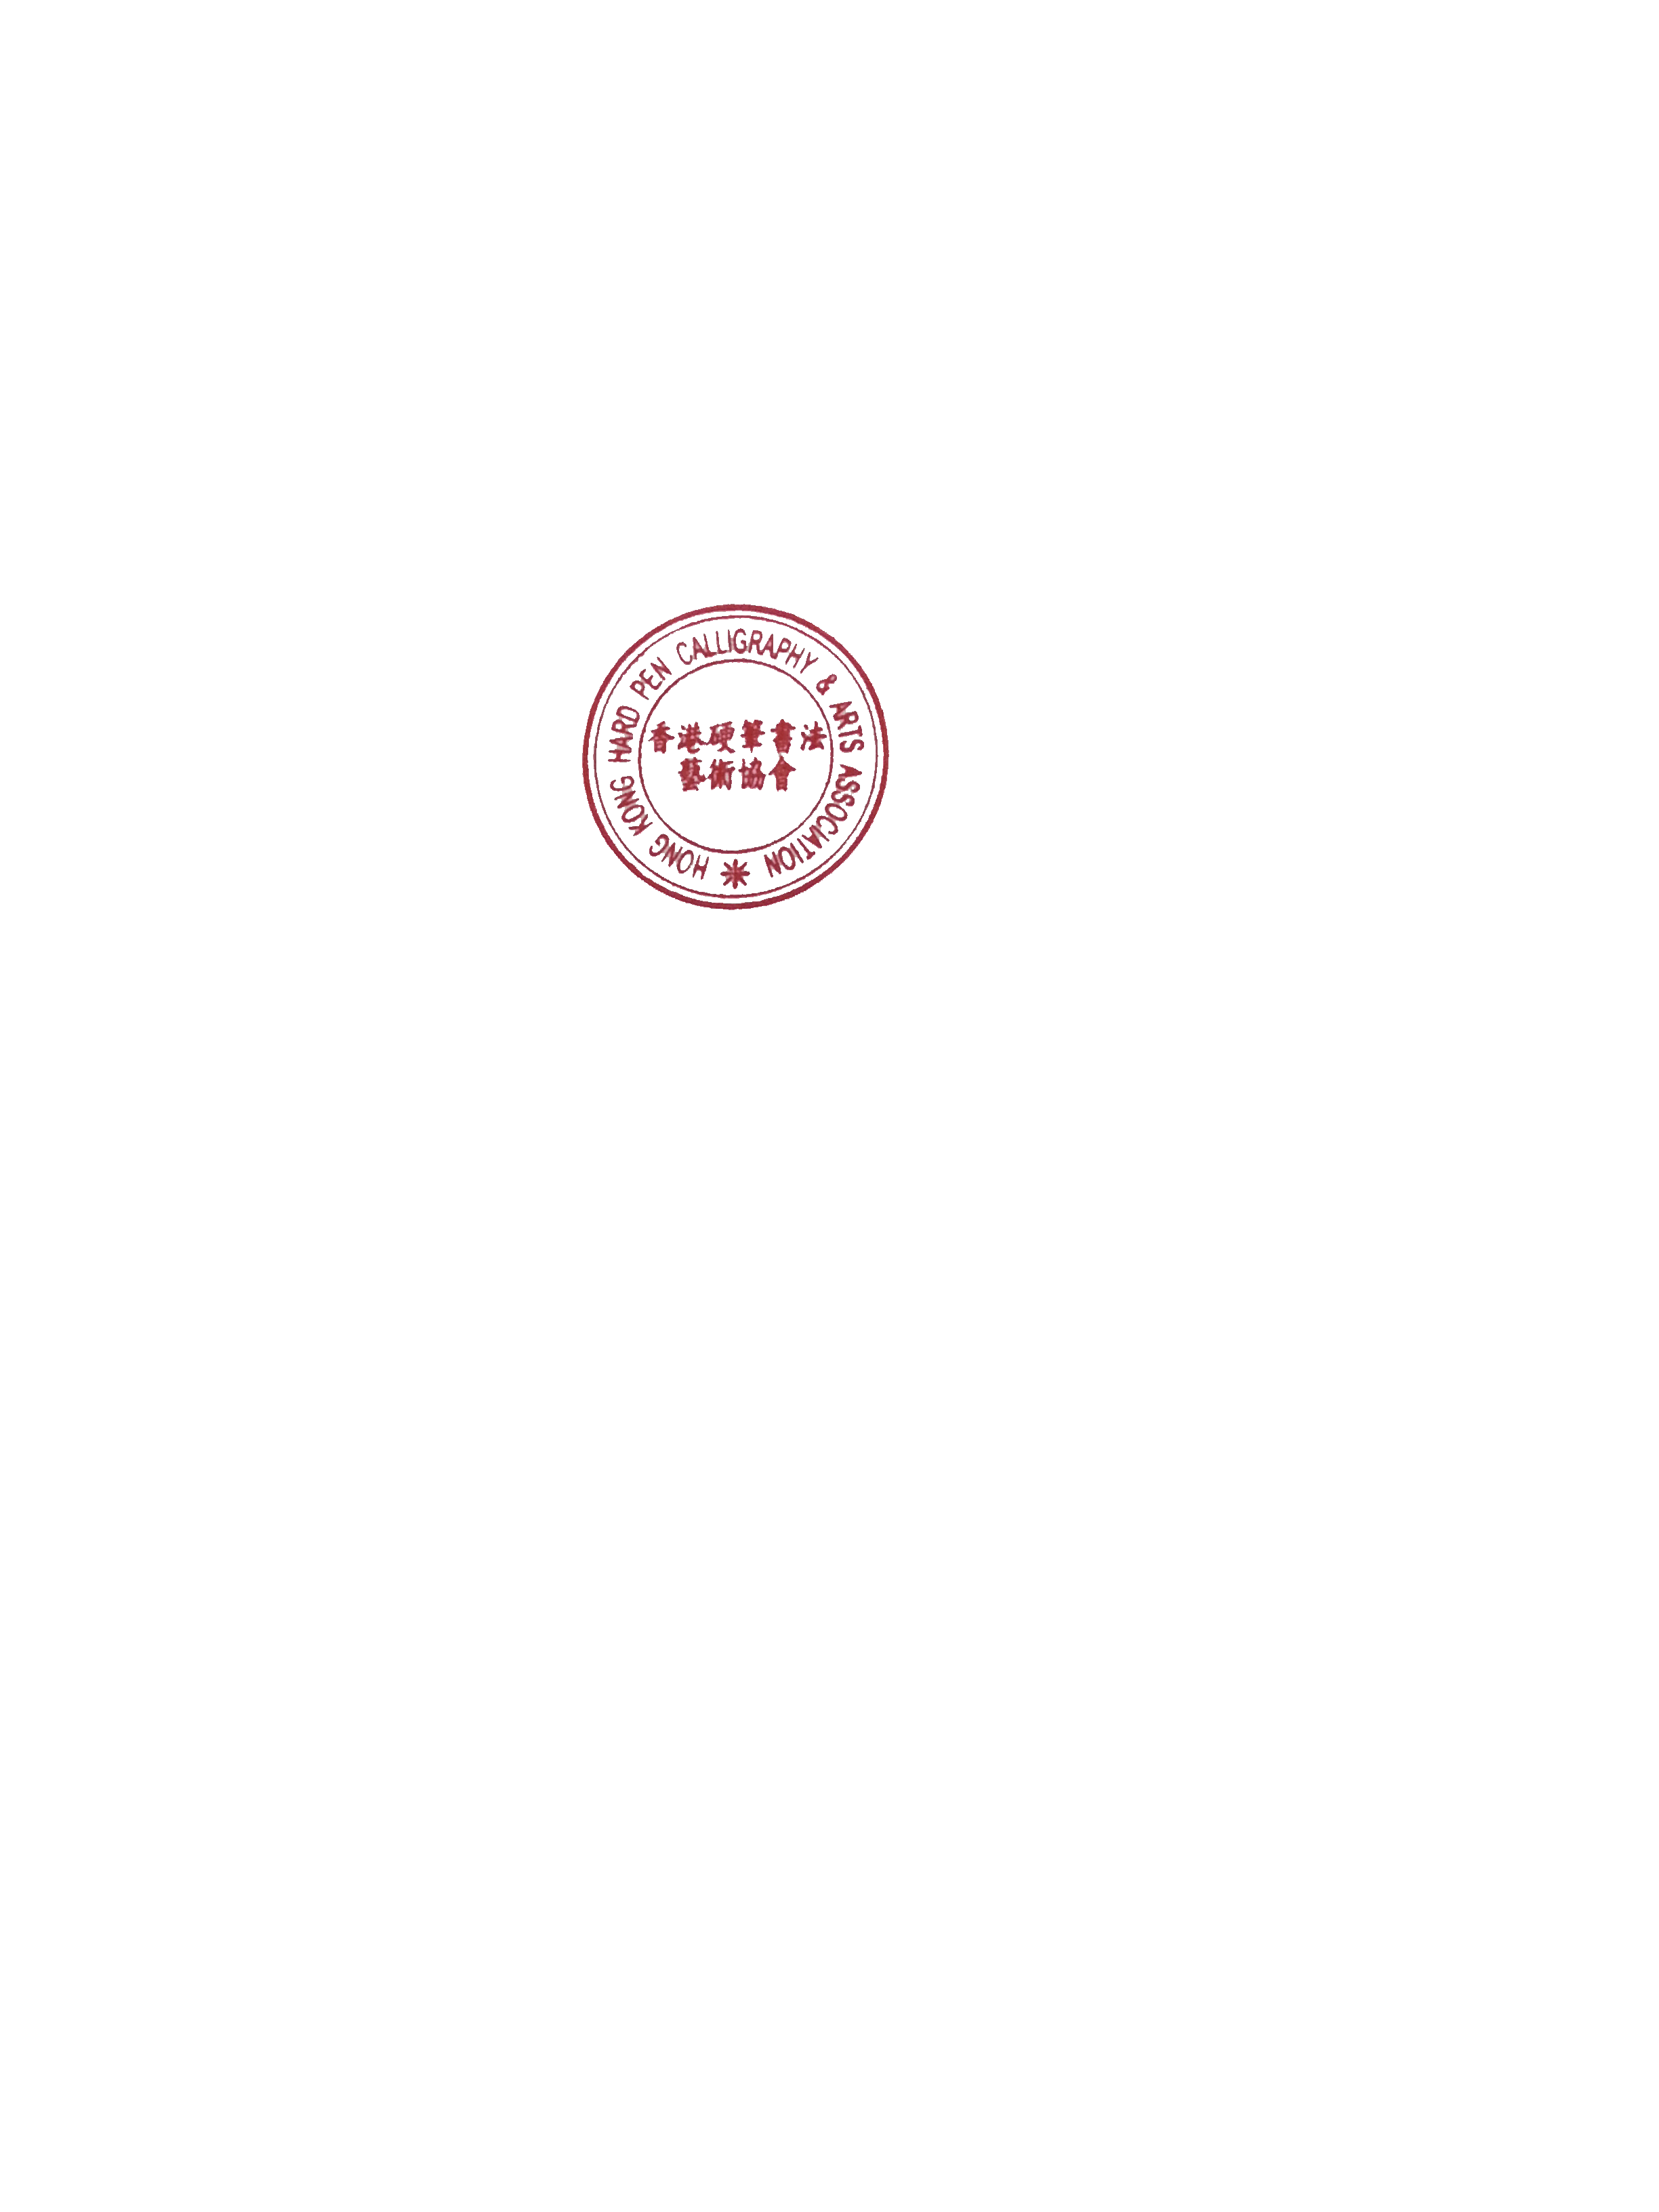 HONG KONG HARD PEN CALLIGRAPHY & ARTS ASSOCIATION
香港硬筆書法
藝術協會